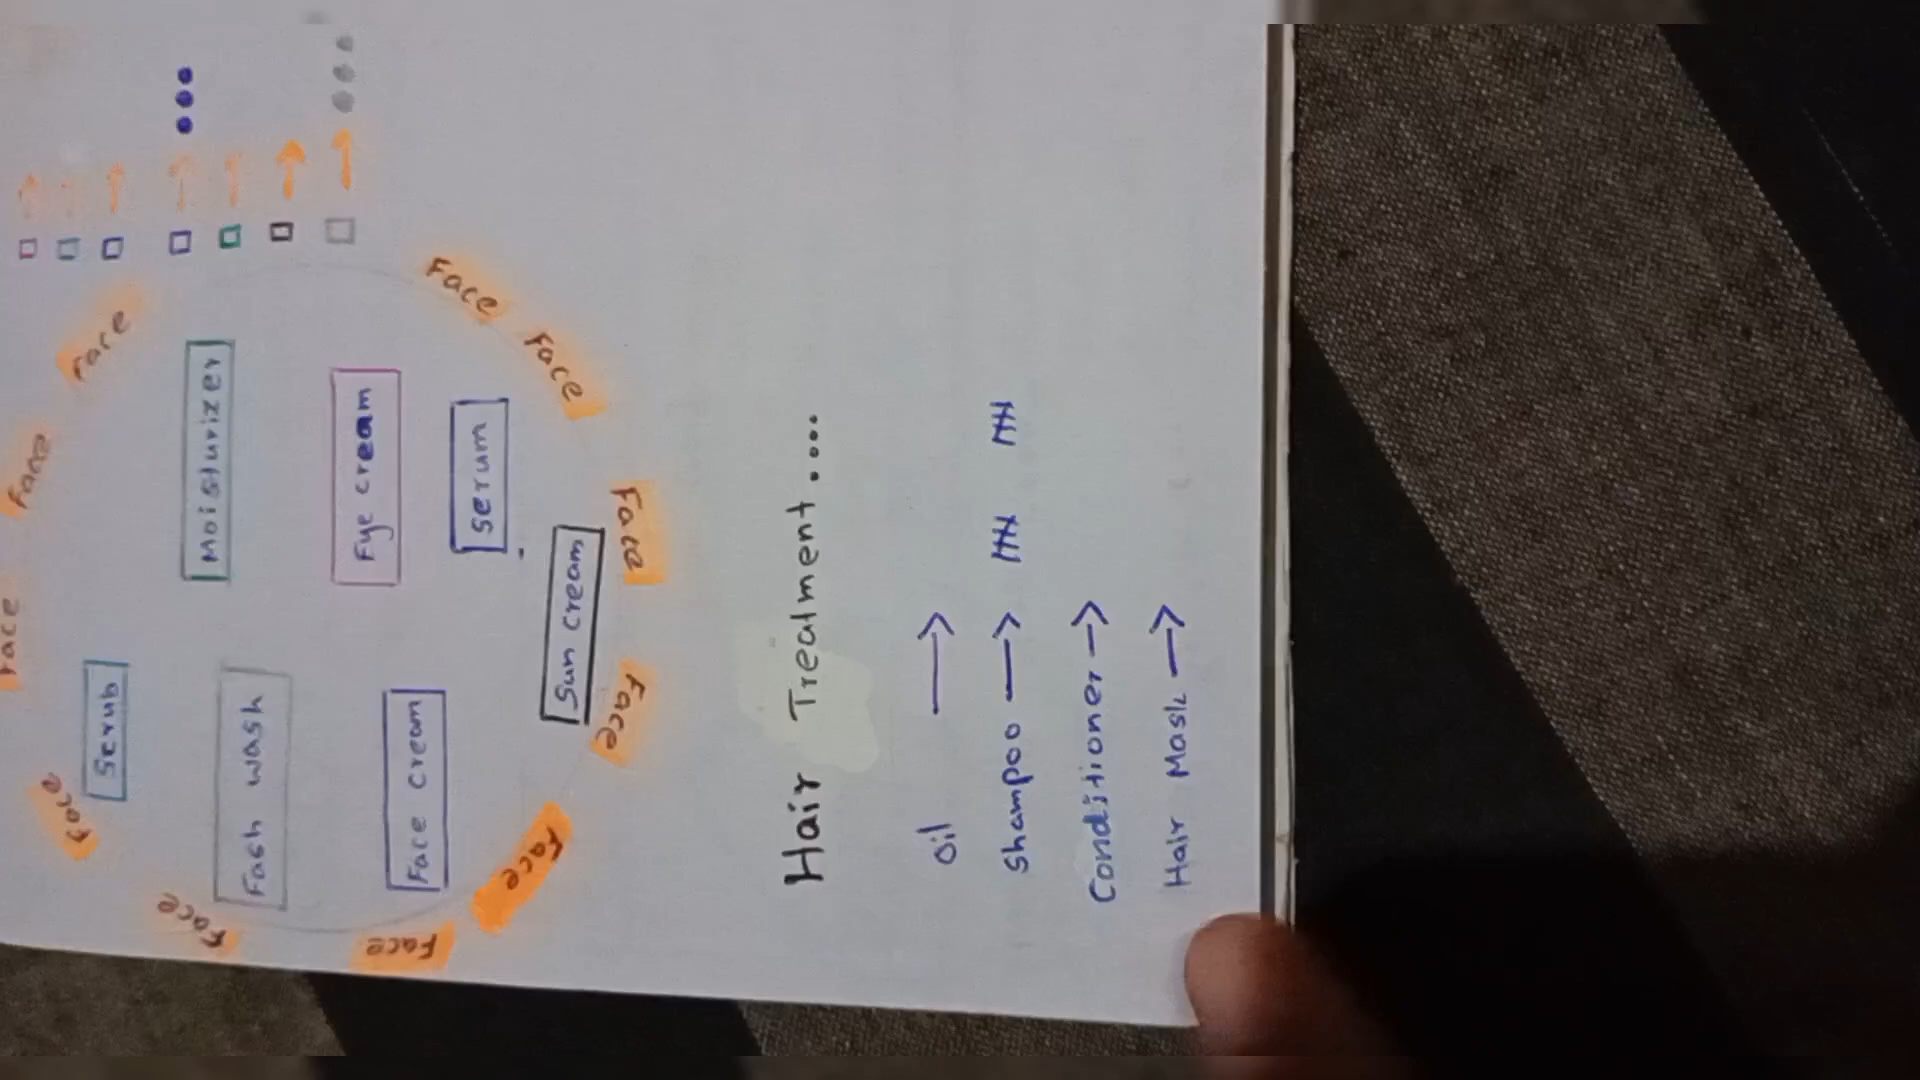 Face
Face
Face
Face
Face
Face
Face
Face
Face
Face
Face
Scrub
Moisturizer
Fash wash
Eye cream
Face cream
serum
Sun cream
Hair Treatment....
Oil →
Shampoo →
Conditioner →
Hair Mask →